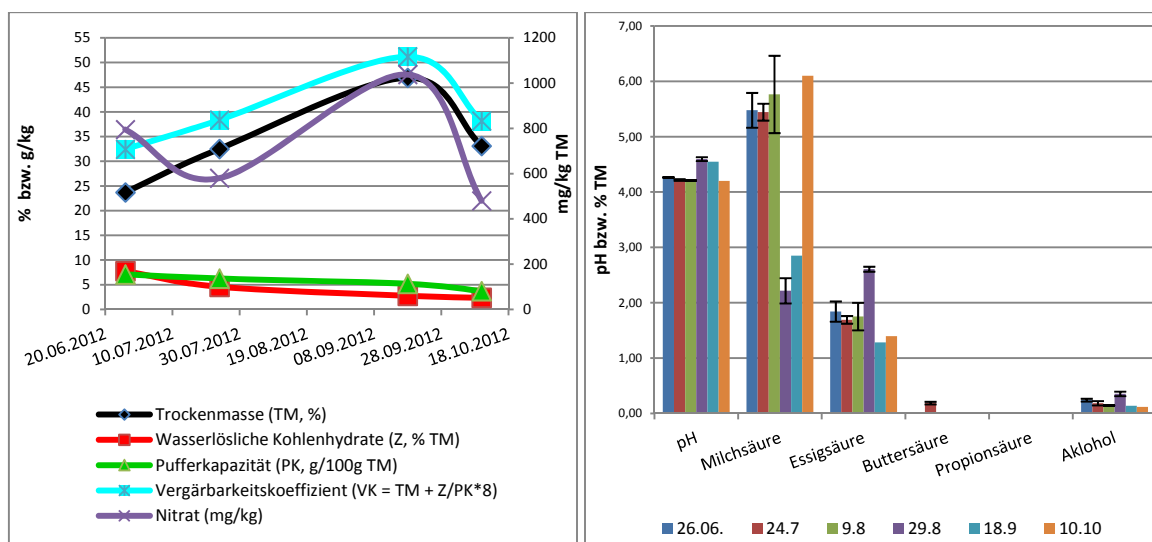 55
50
45
40
35
30
25
20
15
10
5
0
% bzw. g/kg
1200
1000
800
600
400
200
0
mg/kg TM
20.06.2012
10.07.2012
30.07.2012
19.08.2012
08.09.2012
28.09.2012
18.10.2012
Trockenmasse (TM, %)
Wasserlösliche Kohlenhydrate (Z, % TM)
Pufferkapazität (PK, g/100g TM)
Vergärbarkeitskoeffizient (VK = TM + Z/PK*8)
Nitrat (mg/kg)
7,00
6,00
5,00
4,00
3,00
2,00
1,00
0,00
pH bzw. % TM
pH
Milchsäure
Essigsäure
Buttersäure
Propionsäure
Aklohol
26.06. 24.7 9.8 29.8 18.9 10.10